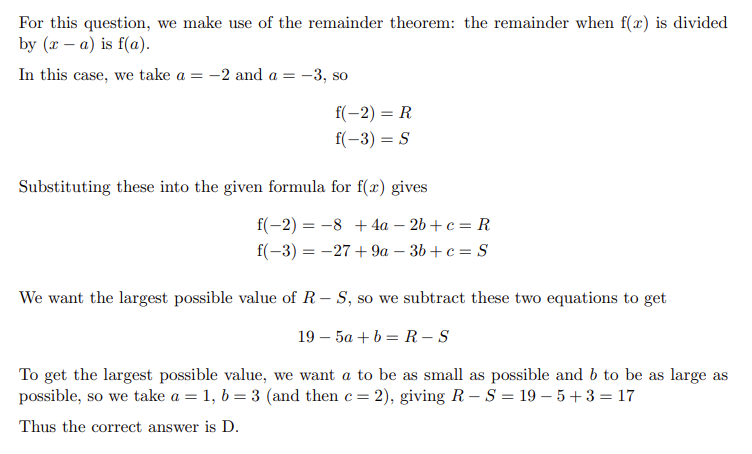 For this question, we make use of the remainder theorem: the remainder when f(x) is divided
by (x − a) is f(a).
In this case, we take a = −2 and a = −3, so
f(−2) = R
f(−3) = S
Substituting these into the given formula for f(x) gives
f(−2) = −8 + 4a − 2b + c = R
f(−3) = −27 + 9a − 3b + c = S
We want the largest possible value of R − S, so we subtract these two equations to get
19 − 5a + b = R − S
To get the largest possible value, we want a to be as small as possible and b to be as large as
possible, so we take a = 1, b = 3 (and then c = 2), giving R − S = 19 − 5 + 3 = 17
Thus the correct answer is D.